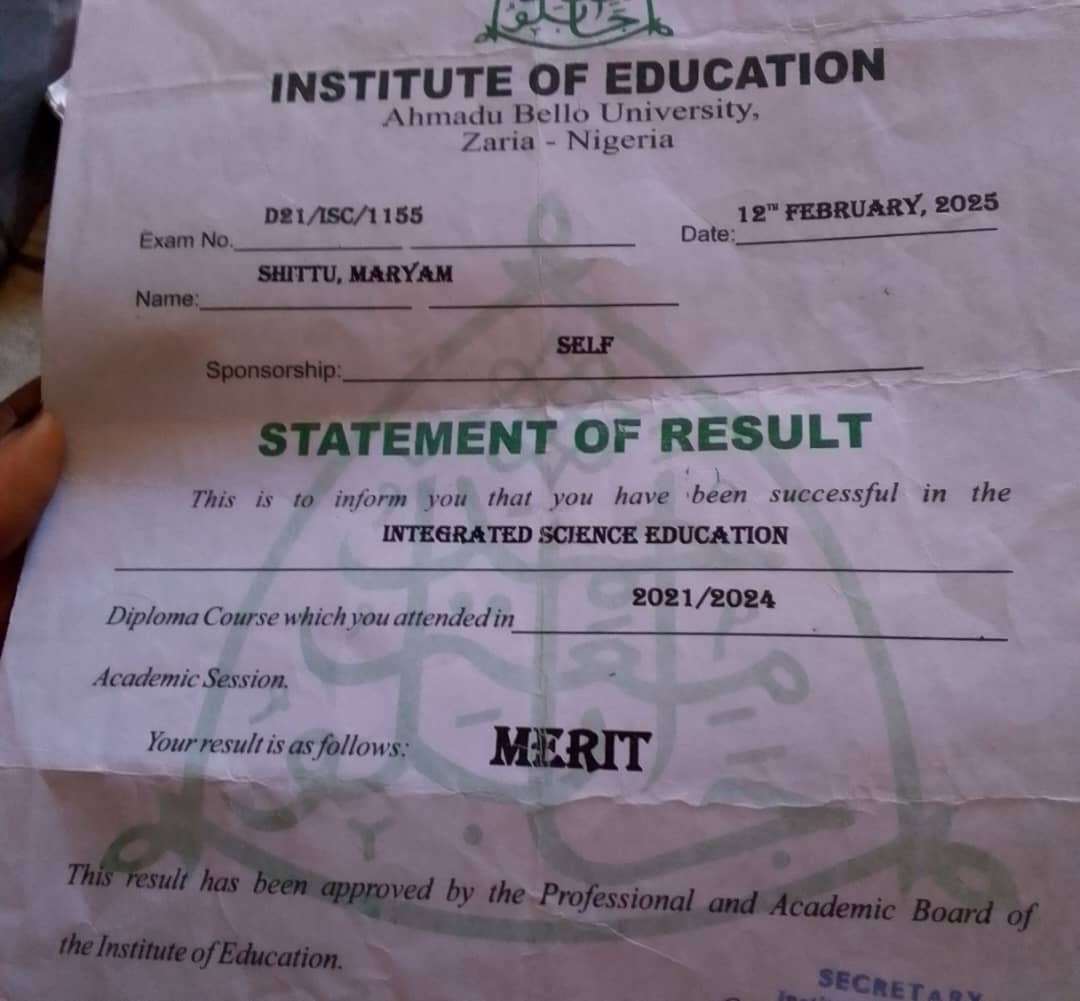 INSTITUTE OF EDUCATION
Ahmadu Bello University,
Zaria - Nigeria
D21/ISC/1155
Exam No.
12TH FEBRUARY, 2025
Date:
SHITTU, MARYAM
Name:
SELF
Sponsorship:
STATEMENT OF RESULT
This is to inform you that you have been successful in the
INTEGRATED SCIENCE EDUCATION
2021/2024
Diploma Course which you attended in
Academic Session.
Your result is as follows: MERIT
This result has been approved by the Professional and Academic Board of
the Institute of Education.
SECRETARY